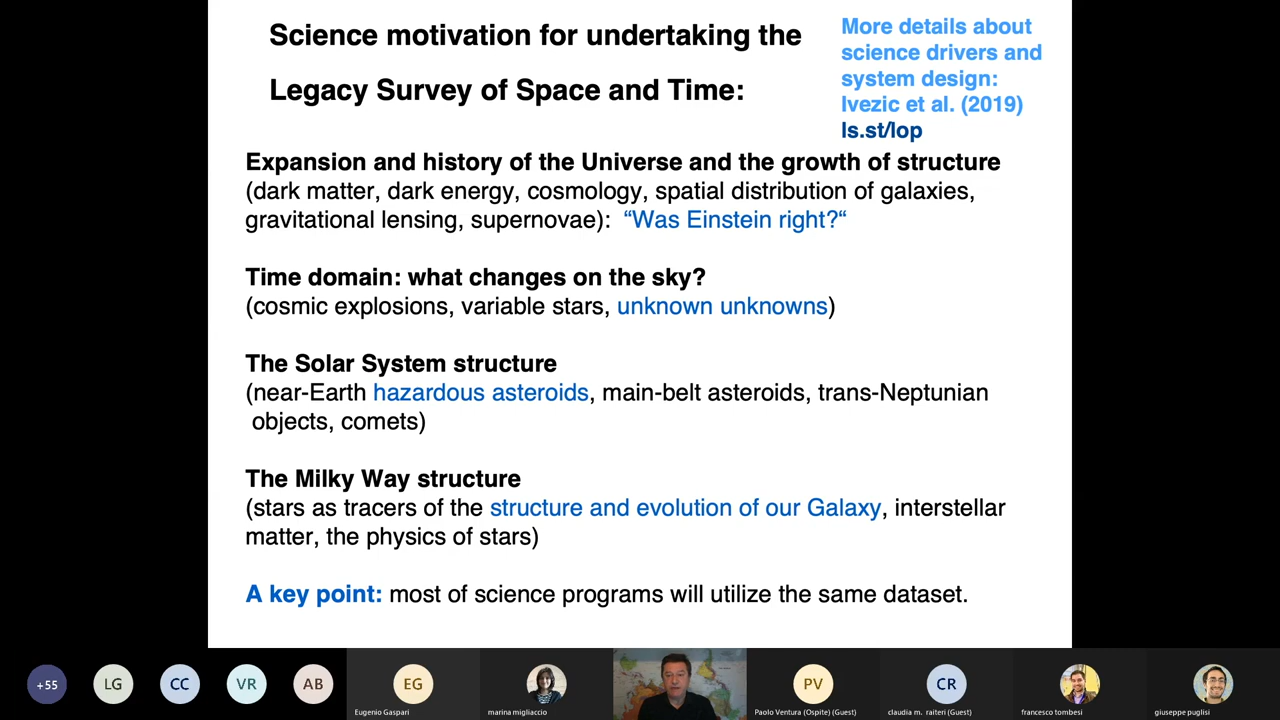 Science motivation for undertaking the
Legacy Survey of Space and Time:
More details about
science drivers and
system design:
Ivezic et al. (2019)
ls.st/lop
Expansion and history of the Universe and the growth of structure
(dark matter, dark energy, cosmology, spatial distribution of galaxies,
gravitational lensing, supernovae): “Was Einstein right?“
Time domain: what changes on the sky?
(cosmic explosions, variable stars, unknown unknowns)
The Solar System structure
(near-Earth hazardous asteroids, main-belt asteroids, trans-Neptunian
objects, comets)
The Milky Way structure
(stars as tracers of the structure and evolution of our Galaxy, interstellar
matter, the physics of stars)
A key point: most of science programs will utilize the same dataset.
+55
LG
CC
VR
AB
EG
PV
CR
Eugenio Gaspari
marina migliaccio
Paolo Ventura (Ospite) (Guest)
claudia m. raiteri (Guest)
francesco tombesi
giuseppe puglisi